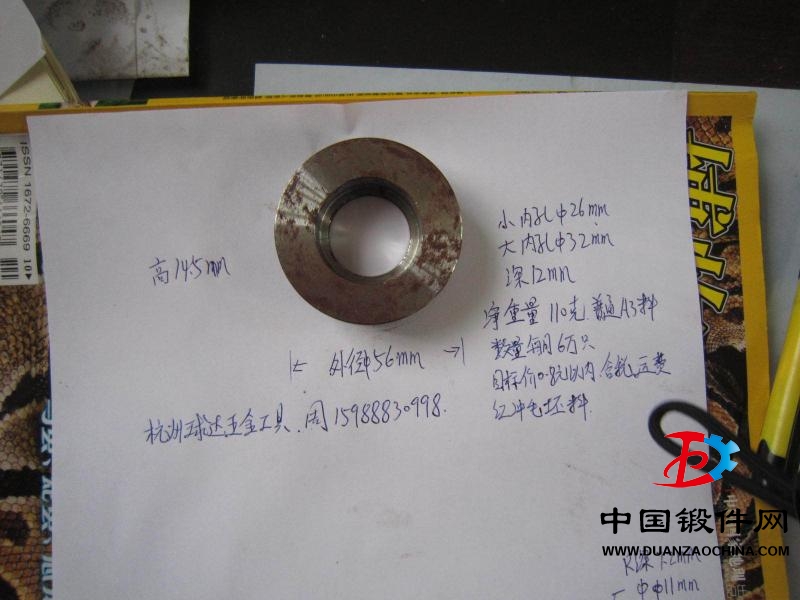 ISSN 1672-6669 10
高14.5mm
小内孔φ26mm
大内孔φ32mm
深12mm
净重量 110克 普通A3料
数量每月6万只
目标价0.8元以内,含税,运费
红冲毛坯料
外径φ56mm
杭州球达五金工具.周15988830998.
中国锻件网
WWW.DUANZAOCHINA.COM
φ11mm